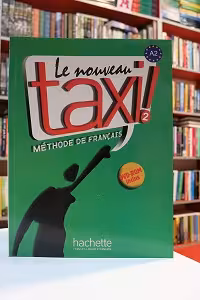 A2
Le nouveau
taxi!
2
MÉTHODE DE FRANÇAIS
hachette